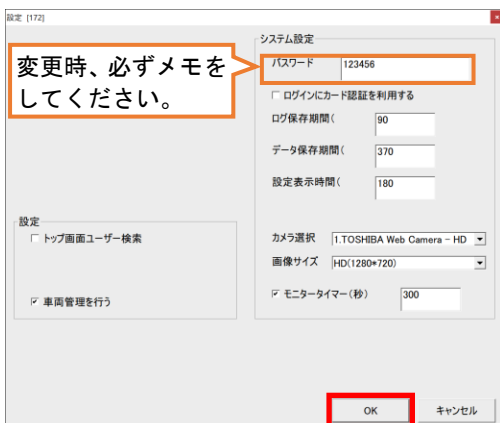 設定 [172]
変更時、必ずメモを
してください。
システム設定
パスワード 123456
ログインにカード認証を利用する
ログ保存期間( 90
データ保存期間( 370
設定表示時間( 180
設定
トップ画面ユーザー検索
車両管理を行う
カメラ選択 1.TOSHIBA Web Camera - HD
画像サイズ HD(1280*720)
モニタータイマー(秒) 300
OK キャンセル